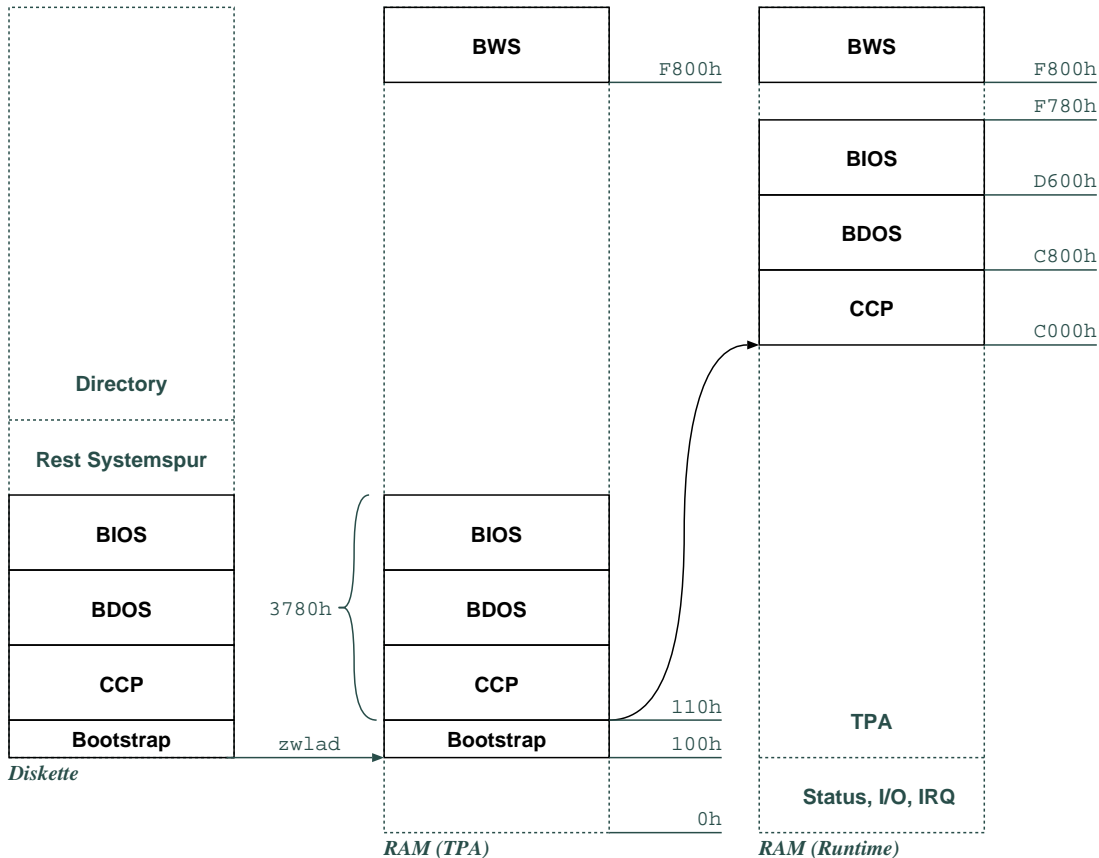 BWS
BWS
F800h
F800h
F780h
BIOS
D600h
BDOS
C800h
CCP
C000h
Directory
Rest Systemspur
BIOS
BIOS
3780h
BDOS
BDOS
CCP
CCP
110h
TPA
Bootstrap
zwlad
Bootstrap
100h
Diskette
Status, I/O, IRQ
0h
RAM (TPA)
RAM (Runtime)